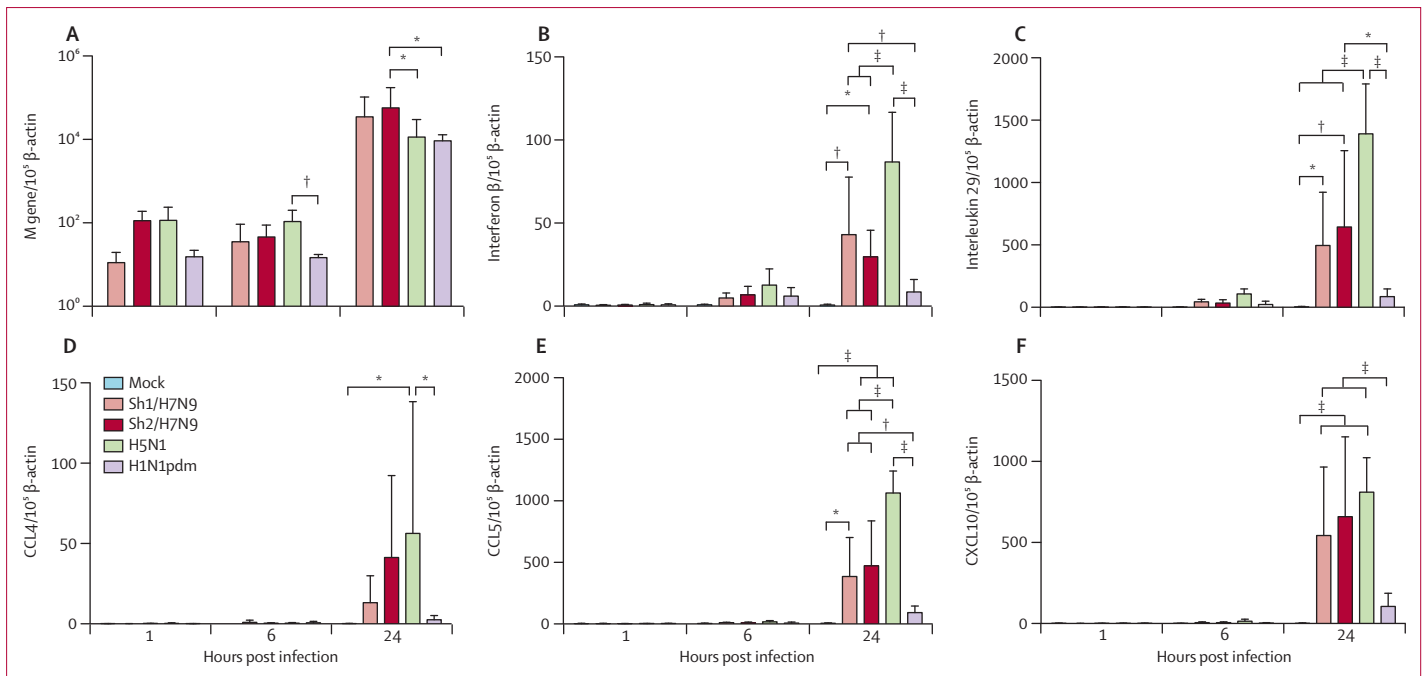 A
M gene/10⁵ β-actin
10⁶
10⁴
10²
10⁰
*
*
†
B
Interferon β/10⁵ β-actin
150
100
50
0
†
‡
*
‡
†
C
Interleukin 29/10⁵ β-actin
2000
1500
1000
500
0
*
‡
‡
†
*
D
CCL4/10⁵ β-actin
150
100
50
0
Mock
Sh1/H7N9
Sh2/H7N9
H5N1
H1N1pdm
*
*
1 6 24
Hours post infection
E
CCL5/10⁵ β-actin
2000
1500
1000
500
0
‡
‡
†
‡
*
1 6 24
Hours post infection
F
CXCL10/10⁵ β-actin
1500
1000
500
0
‡
‡
1 6 24
Hours post infection